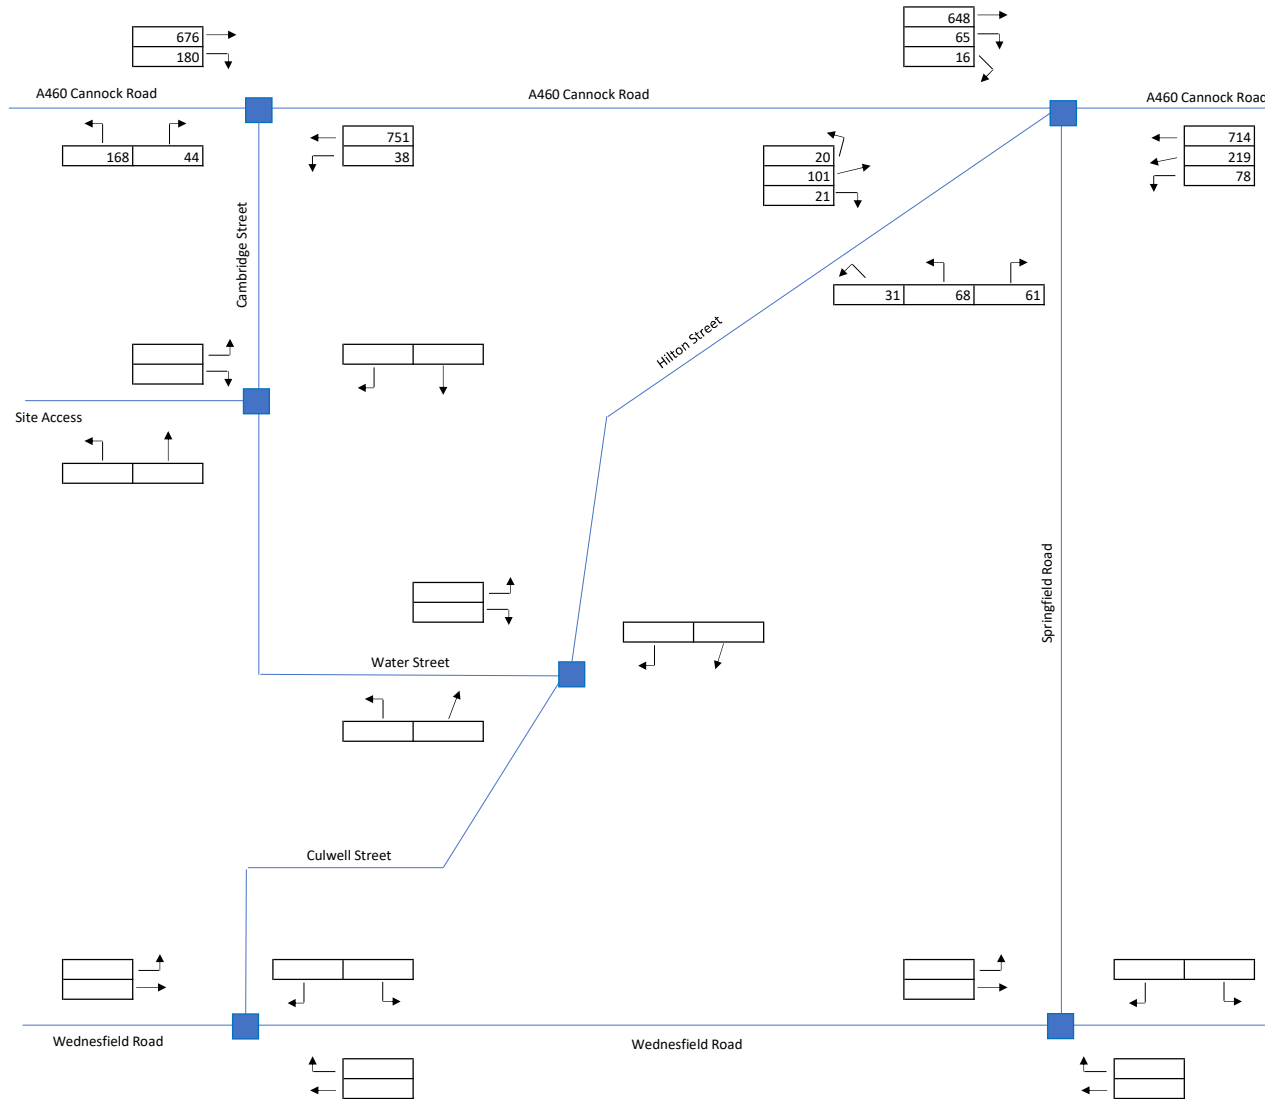 648
676
65
180
16
A460 Cannock Road
A460 Cannock Road
A460 Cannock Road
751
714
168 44
38
20
219
101
78
21
Cambridge Street
31 68 61
Hilton Street
Site Access
Springfield Road
Water Street
Culwell Street
Wednesfield Road
Wednesfield Road